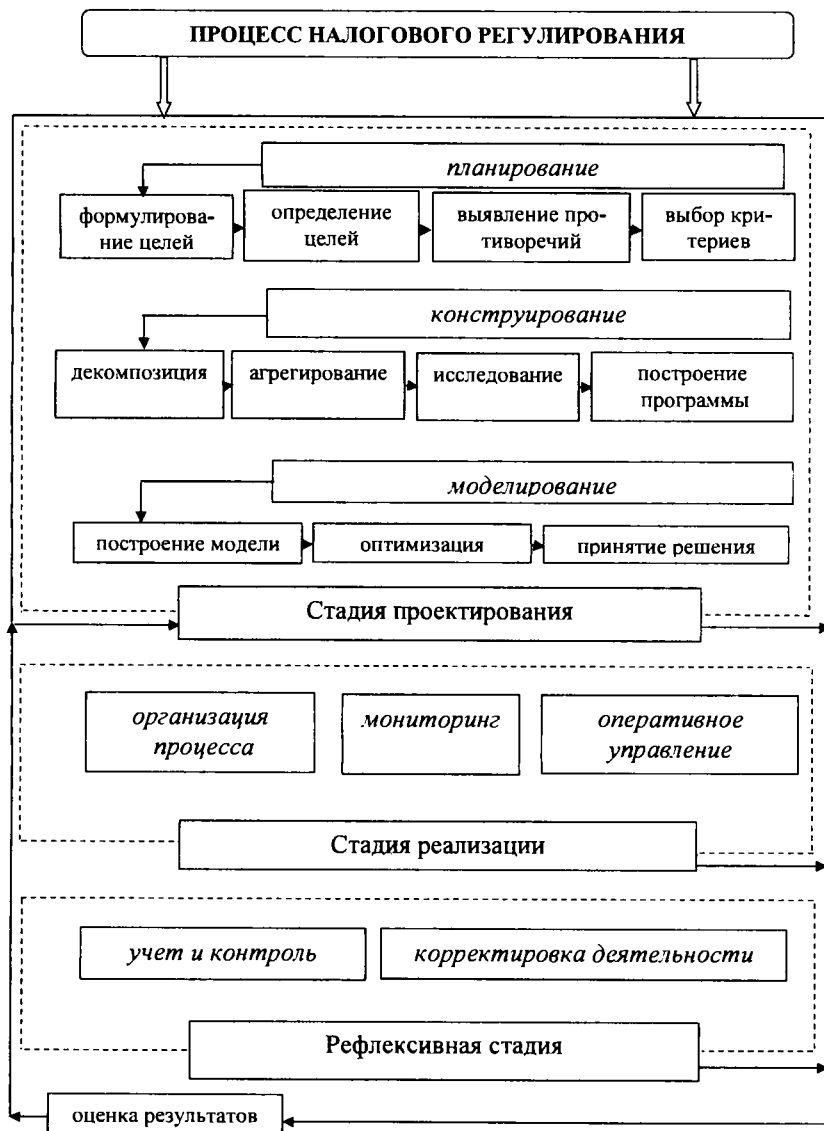 ПРОЦЕСС НАЛОГОВОГО РЕГУЛИРОВАНИЯ
планирование
формулирова-
ние целей
определение
целей
выявление про-
тиворечий
выбор кри-
териев
конструирование
декомпозиция
агрегирование
исследование
построение
программы
моделирование
построение модели
оптимизация
принятие решения
Стадия проектирования
организация
процесса
мониторинг
оперативное
управление
Стадия реализации
учет и контроль
корректировка деятельности
Рефлексивная стадия
оценка результатов